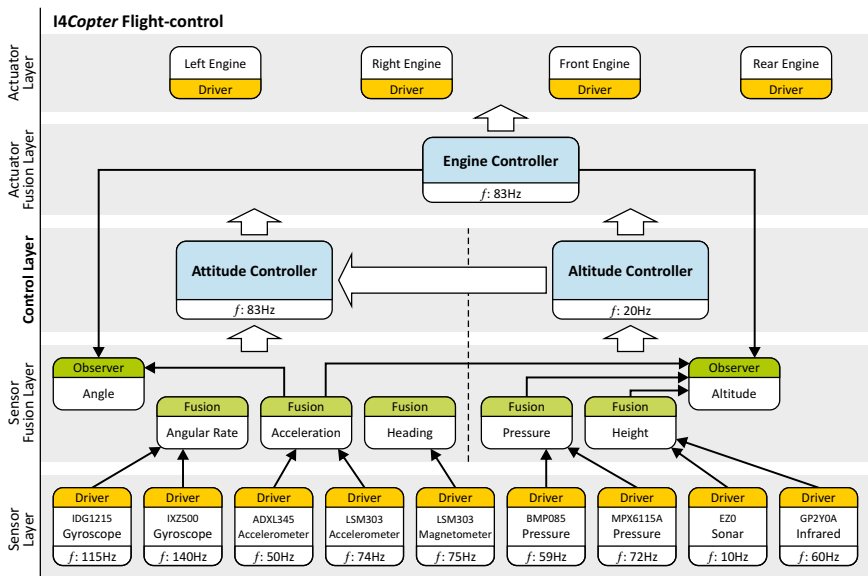 I4Copter Flight-control
Actuator
Layer
Left Engine
Driver
Right Engine
Driver
Front Engine
Driver
Rear Engine
Driver
Actuator
Fusion Layer
Engine Controller
f: 83Hz
Control Layer
Attitude Controller
f: 83Hz
Altitude Controller
f: 20Hz
Sensor
Fusion Layer
Observer
Angle
Fusion
Angular Rate
Fusion
Acceleration
Fusion
Heading
Fusion
Pressure
Fusion
Height
Observer
Altitude
Sensor
Layer
Driver
IDG1215
Gyroscope
f: 115Hz
Driver
IXZ500
Gyroscope
f: 140Hz
Driver
ADXL345
Accelerometer
f: 50Hz
Driver
LSM303
Accelerometer
f: 74Hz
Driver
LSM303
Magnetometer
f: 75Hz
Driver
BMP085
Pressure
f: 59Hz
Driver
MPX6115A
Pressure
f: 72Hz
Driver
EZ0
Sonar
f: 10Hz
Driver
GP2Y0A
Infrared
f: 60Hz